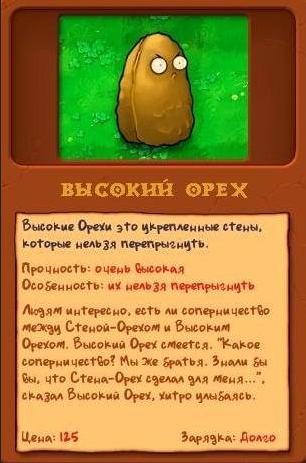 ВЫСОКИЙ ОРЕХ
Высокие Орехи это укрепленные стены,
которые нельзя перепрыгнуть.
Прочность: очень высокая
Особенность: их нельзя перепрыгнуть
Людям интересно, есть ли соперничество
между Стеной-Орехом и Высоким
Орехом. Высокий Орех смеется. "Какое
соперничество? Мы же братья. Знали бы
вы, что Стена-Орех сделал для меня...",
сказал Высокий Орех, хитро улыбаясь.
Цена: 125 Зарядка: Долго